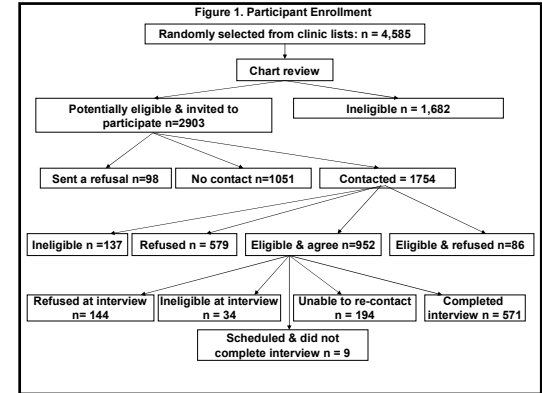 Figure 1. Participant Enrollment
Randomly selected from clinic lists: n = 4,585
Chart review
Potentially eligible & invited to
participate n=2903
Ineligible n = 1,682
Sent a refusal n=98
No contact n=1051
Contacted = 1754
Ineligible n =137
Refused n = 579
Eligible & agree n=952
Eligible & refused n=86
Refused at interview
n= 144
Ineligible at interview
n = 34
Unable to re-contact
n = 194
Completed
interview n = 571
Scheduled & did not
complete interview n = 9